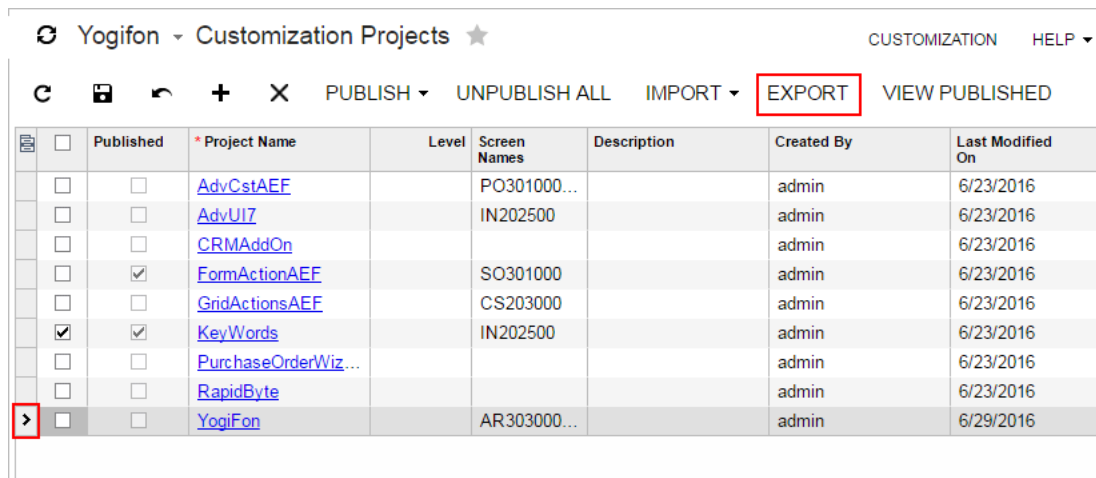 Yogifon Customization Projects
CUSTOMIZATION HELP
PUBLISH UNPUBLISH ALL IMPORT EXPORT VIEW PUBLISHED
Published * Project Name Level Screen Names Description Created By Last Modified On
AdvCstAEF PO301000... admin 6/23/2016
AdvUI7 IN202500 admin 6/23/2016
CRMAddOn admin 6/23/2016
FormActionAEF SO301000 admin 6/23/2016
GridActionsAEF CS203000 admin 6/23/2016
KeyWords IN202500 admin 6/23/2016
PurchaseOrderWiz... admin 6/23/2016
RapidByte admin 6/23/2016
YogiFon AR303000... admin 6/29/2016